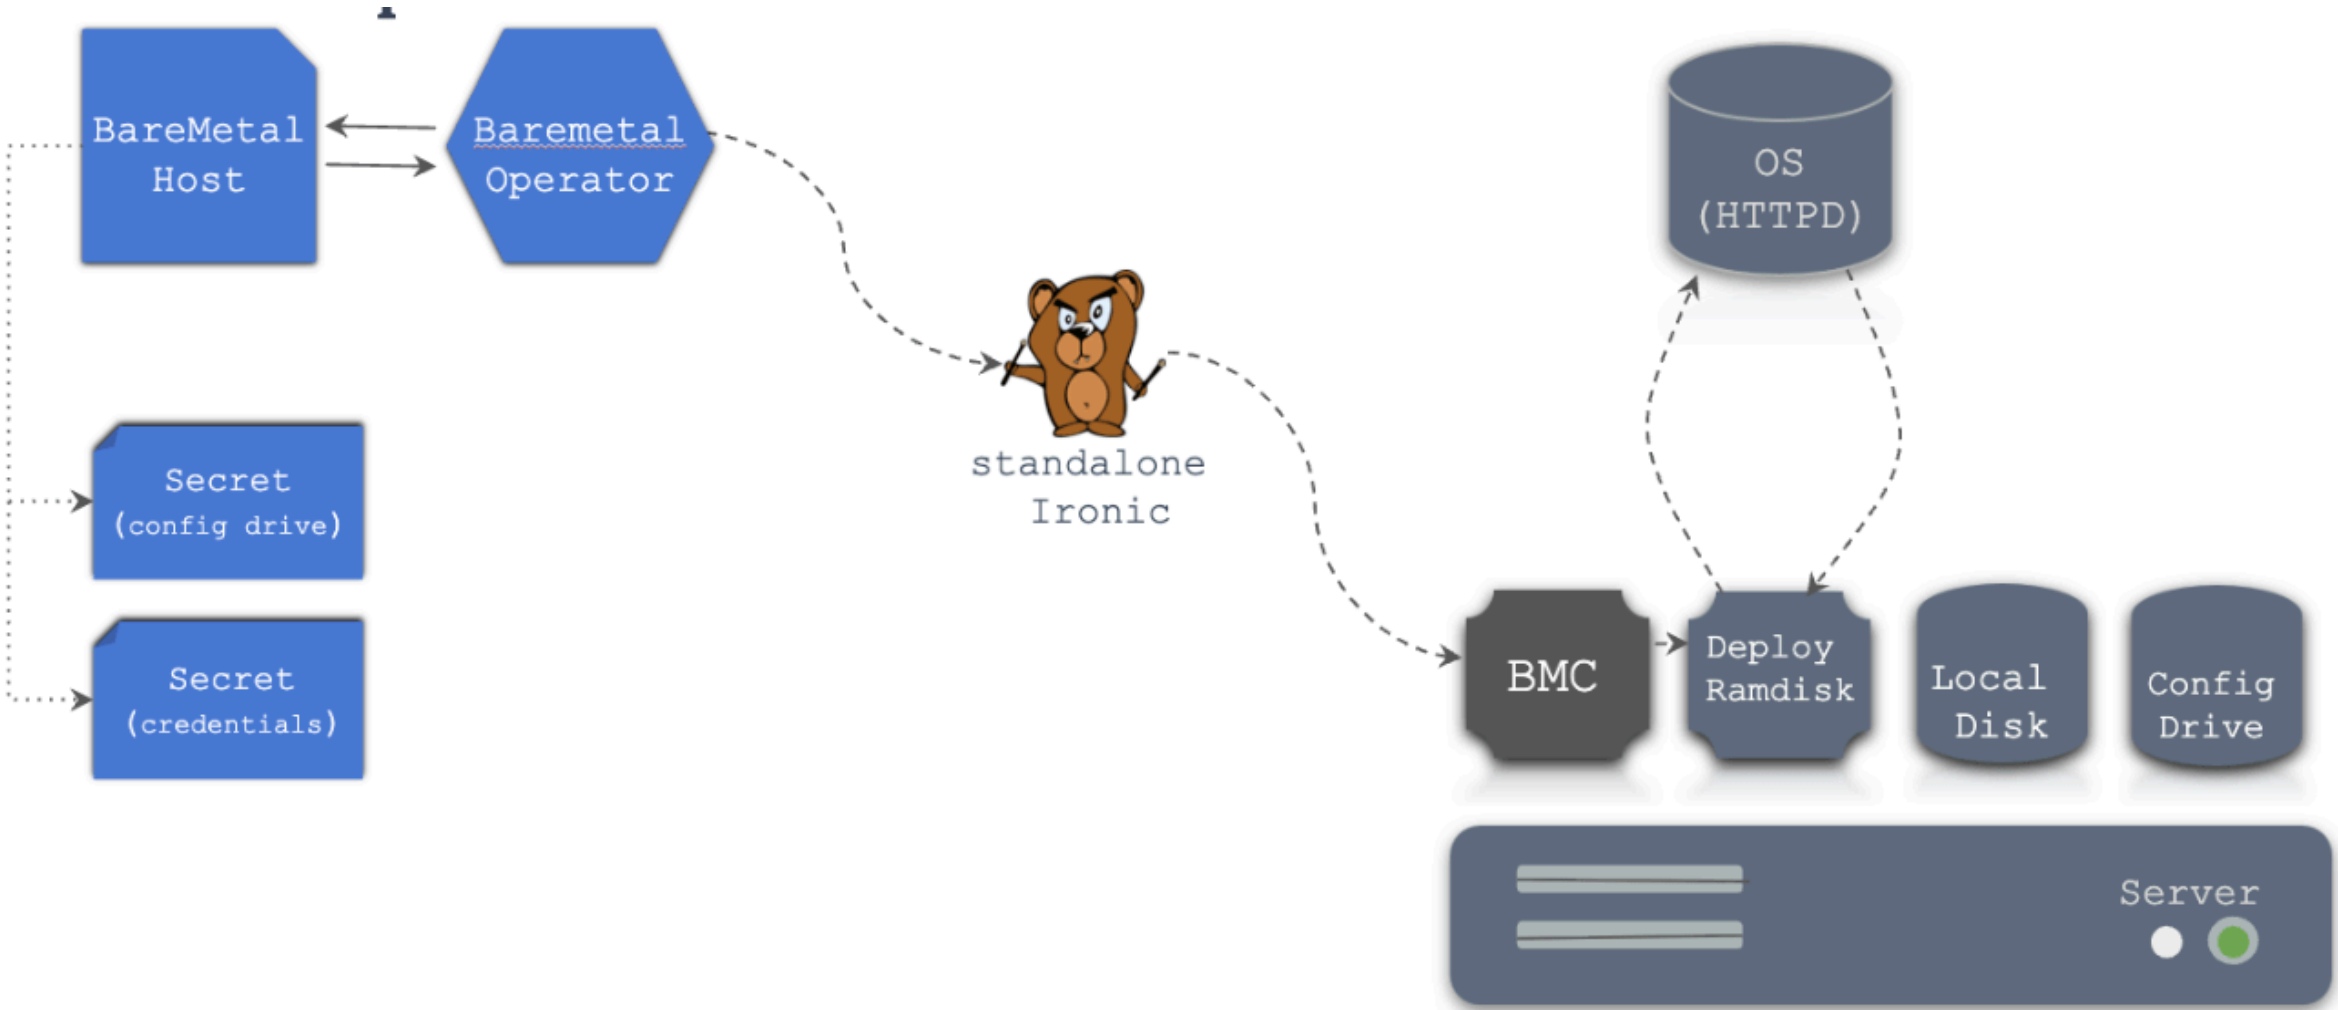 BareMetal
Host
Baremetal
Operator
OS
(HTTPD)
standalone
Ironic
Secret
(config drive)
Secret
(credentials)
BMC
Deploy
Ramdisk
Local
Disk
Config
Drive
Server